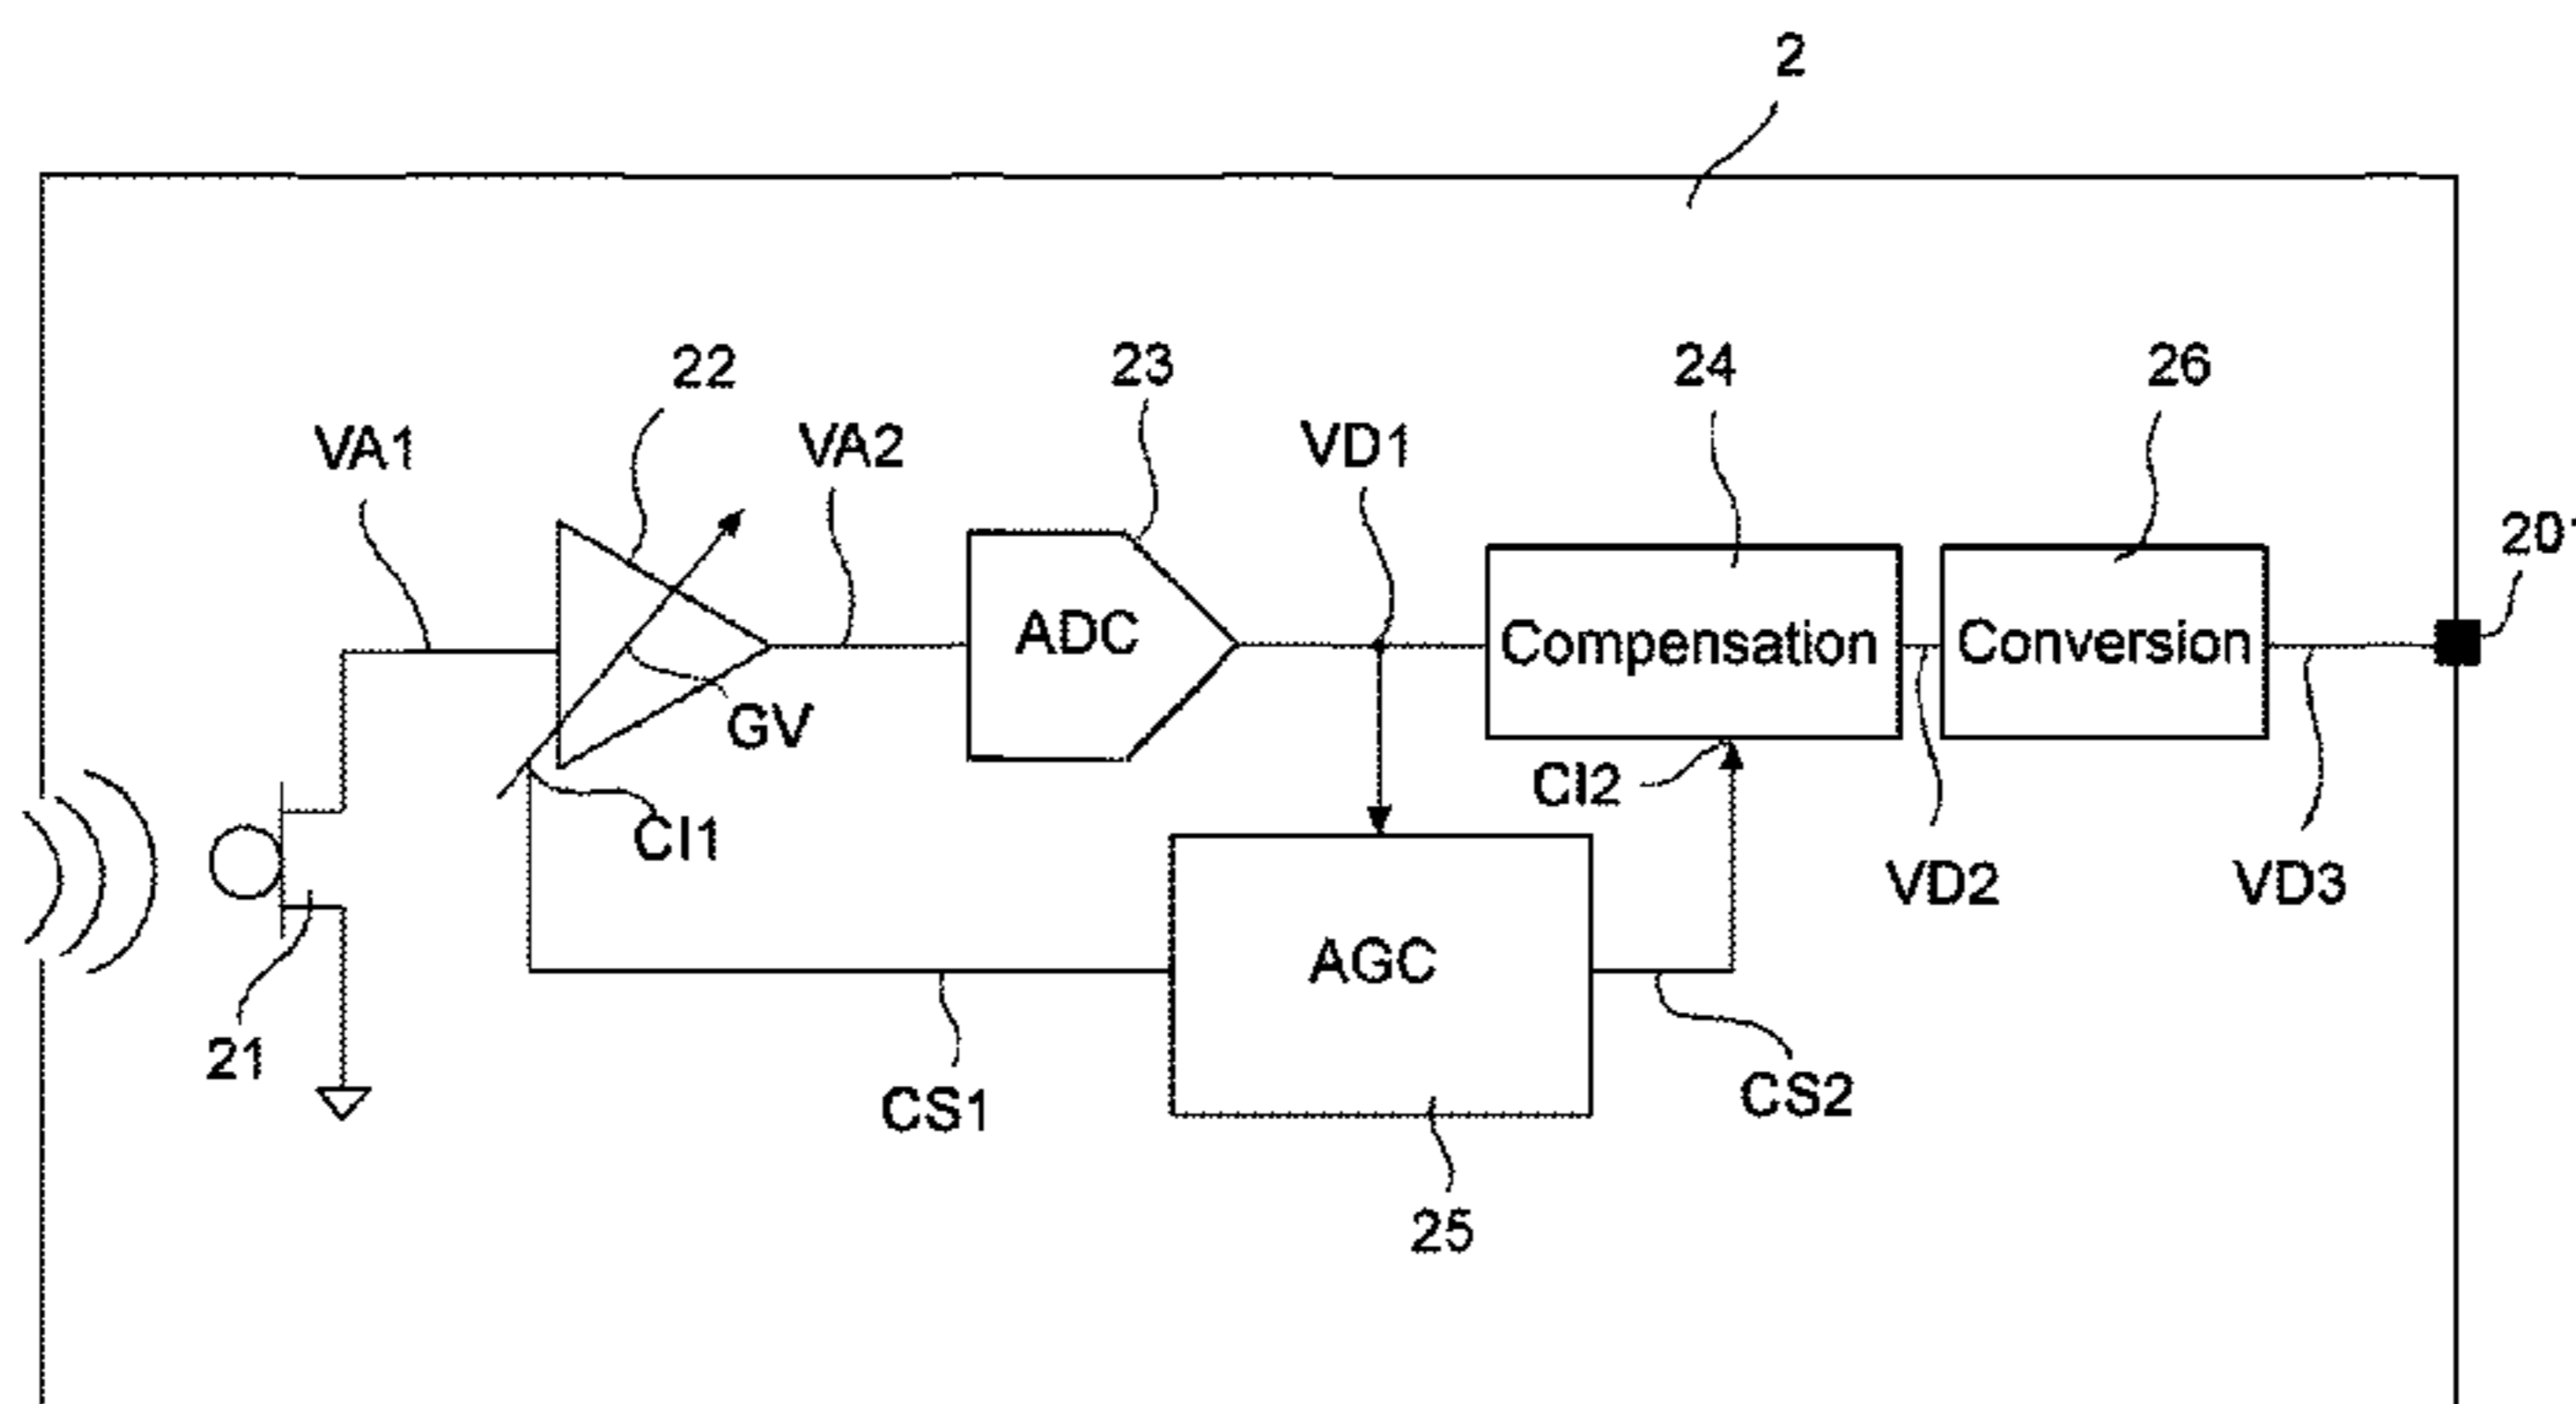 2
22
23
24
26
VA1
VA2
VD1
201
ADC
Compensation
Conversion
GV
CI1
CI2
VD2
VD3
AGC
21
CS1
CS2
25